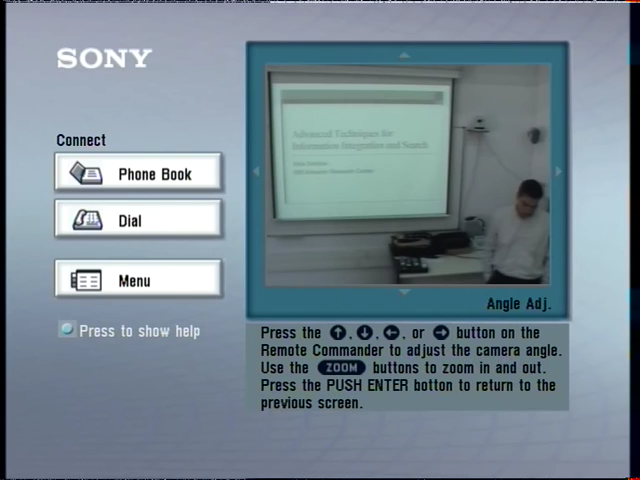 SONY
Connect
Phone Book
Dial
Menu
Press to show help
Advanced Techniques for
Information Integration and Search
Research Center
Angle Adj.
Press the , , , or button on the
Remote Commander to adjust the camera angle.
Use the ZOOM buttons to zoom in and out.
Press the PUSH ENTER botton to return to the
previous screen.